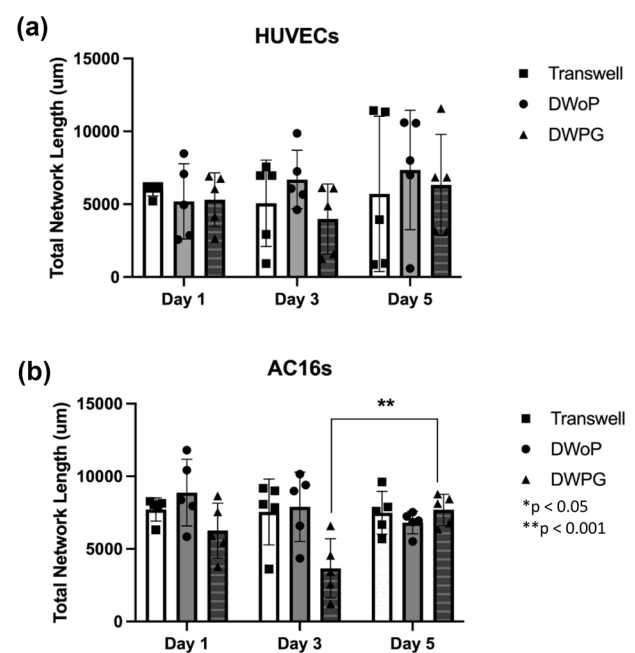 (a)
HUVECs
Total Network Length (um)
15000
10000
5000
0
Day 1
Day 3
Day 5
Transwell
DWoP
DWPG
(b)
AC16s
Total Network Length (um)
15000
10000
5000
0
**
Day 1
Day 3
Day 5
Transwell
DWoP
DWPG
*p < 0.05
**p < 0.001